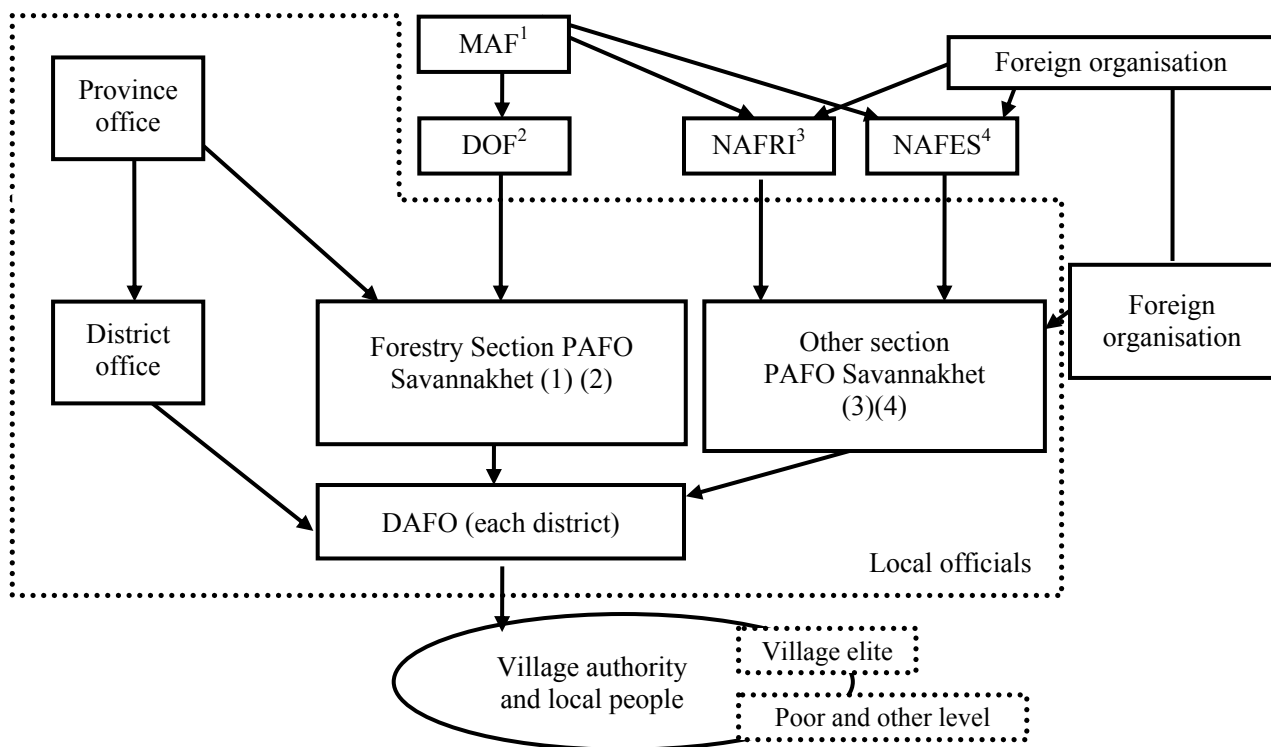 MAF¹
Foreign organisation
Province
office
DOF²
NAFRI³
NAFES⁴
District
office
Forestry Section PAFO
Savannakhet (1) (2)
Other section
PAFO Savannakhet
(3)(4)
Foreign
organisation
DAFO (each district)
Local officials
Village authority
and local people
Village elite
Poor and other level